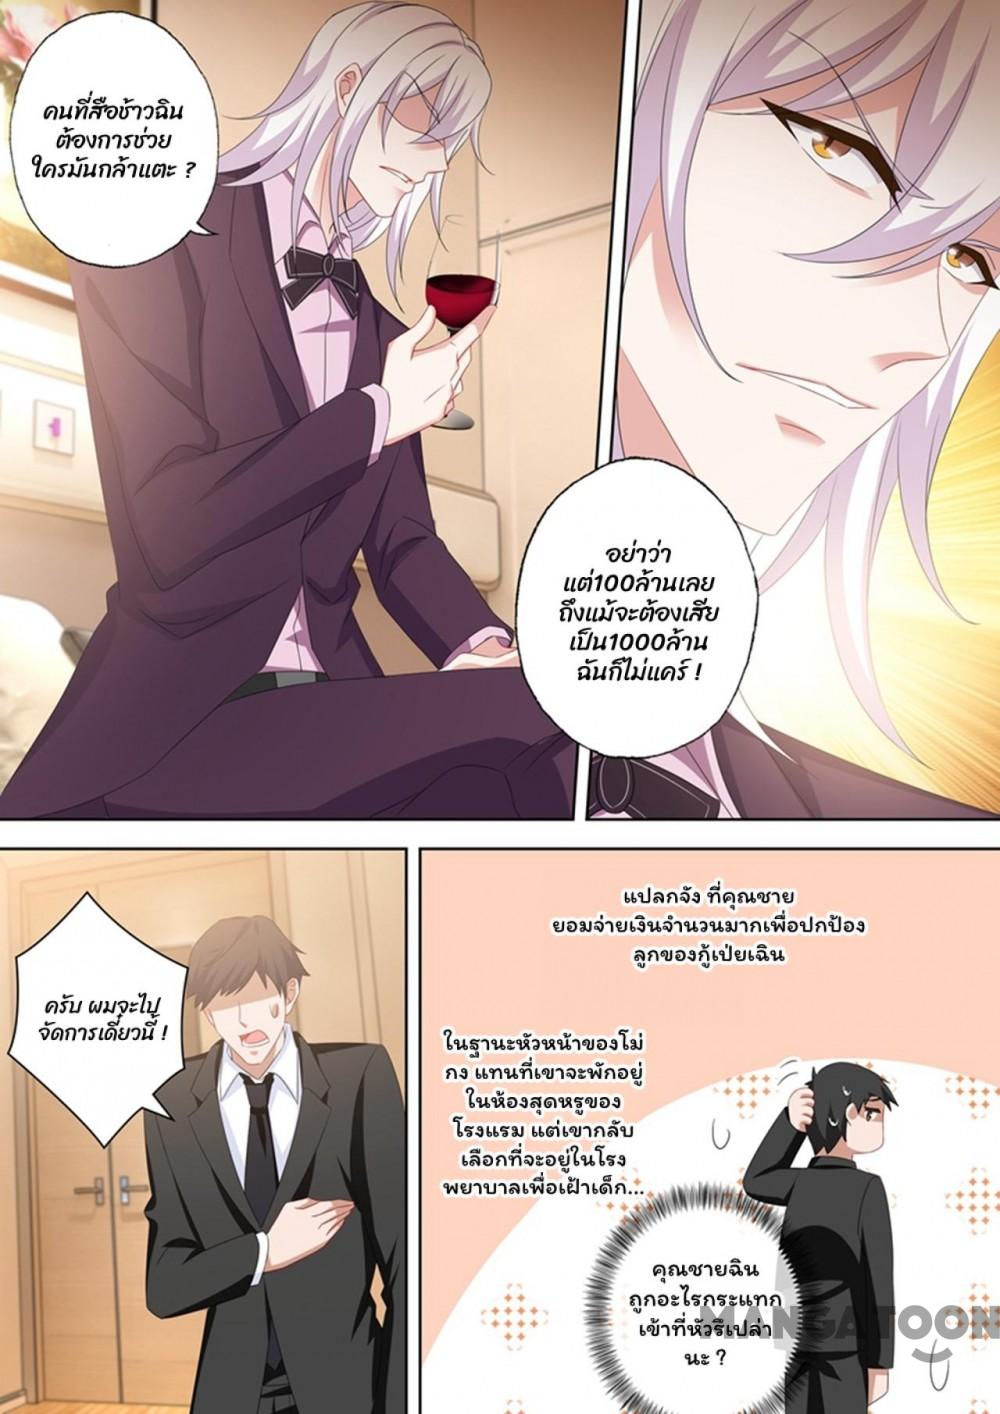 คนที่สือช้าวฉิน
ต้องการช่วย
ใครมันกล้าแตะ ?
อย่าว่า
แต่100ล้านเลย
ถึงแม้จะต้องเสีย
เป็น1000ล้าน
ฉันก็ไม่แคร์ !
ครับ ผมจะไป
จัดการเดี๋ยวนี้ !
แปลกจัง ที่คุณชาย
ยอมจ่ายเงินจำนวนมากเพื่อปกป้อง
ลูกของกู้เป่ยเฉิน
ในฐานะหัวหน้าของโม่
กง แทนที่เขาจะพักอยู่
ในห้องสุดหรูของ
โรงแรม แต่เขากลับ
เลือกที่จะอยู่ในโรง
พยาบาลเพื่อเฝ้าเด็ก...
คุณชายฉิน
ถูกอะไรกระแทก
เข้าที่หัวรึเปล่า
นะ ?
MANGATOON